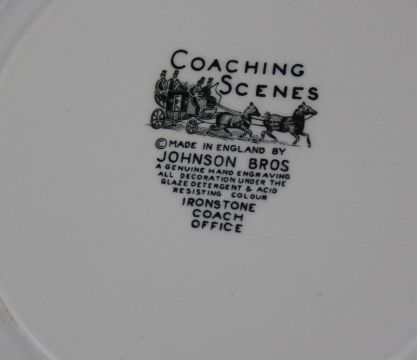 COACHING
SCENES
© MADE IN ENGLAND BY
JOHNSON BROS
A GENUINE HAND ENGRAVING
ALL DECORATION UNDER THE
GLAZE DETERGENT & ACID
RESISTING COLOUR
IRONSTONE
COACH
OFFICE